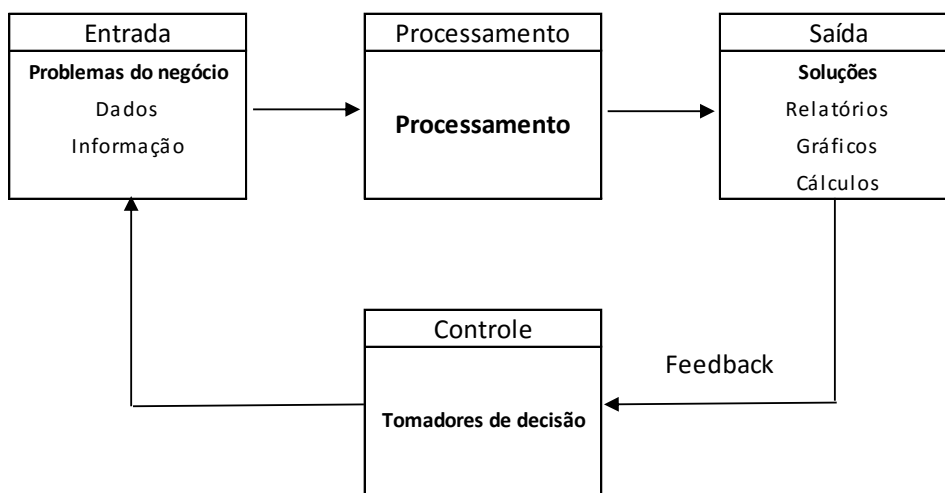 Entrada
Problemas do negócio
Dados
Informação
Processamento
Processamento
Saída
Soluções
Relatórios
Gráficos
Cálculos
Controle
Tomadores de decisão
Feedback